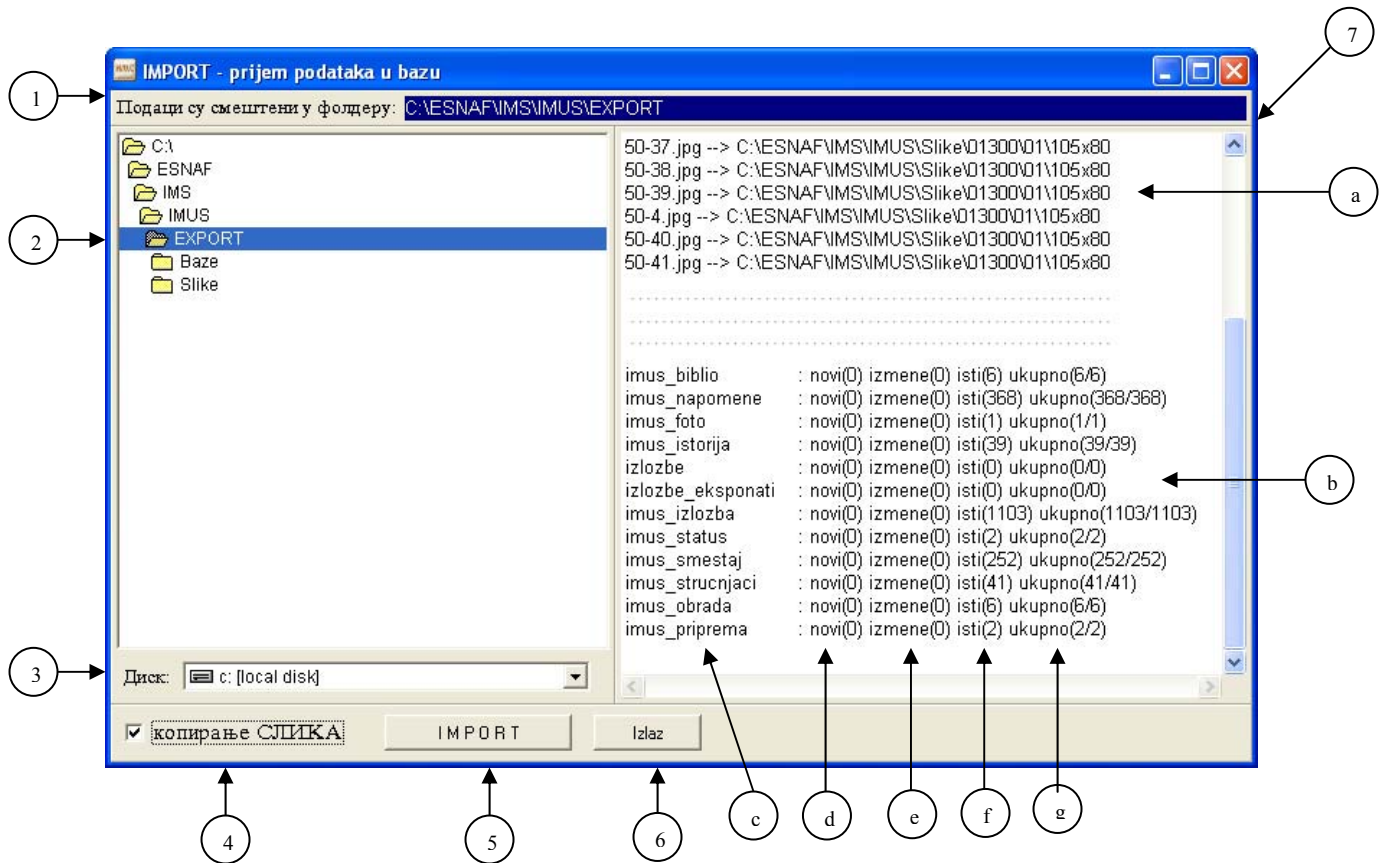 7
IMPORT - prijem podataka u bazu
1
Подаци су смештени у фолдеру: C:\ESNAF\IMS\IMUS\EXPORT
C:\
ESNAF
IMS
IMUS
EXPORT
Baze
Slike
2
50-37.jpg --> C:\ESNAF\IMS\IMUS\Slike\01300\01\105x80
50-38.jpg --> C:\ESNAF\IMS\IMUS\Slike\01300\01\105x80
50-39.jpg --> C:\ESNAF\IMS\IMUS\Slike\01300\01\105x80
50-4.jpg --> C:\ESNAF\IMS\IMUS\Slike\01300\01\105x80
50-40.jpg --> C:\ESNAF\IMS\IMUS\Slike\01300\01\105x80
50-41.jpg --> C:\ESNAF\IMS\IMUS\Slike\01300\01\105x80
a
imus_biblio : novi(0) izmene(0) isti(6) ukupno(6/6)
imus_napomene : novi(0) izmene(0) isti(368) ukupno(368/368)
imus_foto : novi(0) izmene(0) isti(1) ukupno(1/1)
imus_istorija : novi(0) izmene(0) isti(39) ukupno(39/39)
izlozbe : novi(0) izmene(0) isti(0) ukupno(0/0)
izlozbe_eksponati : novi(0) izmene(0) isti(0) ukupno(0/0)
imus_izlozba : novi(0) izmene(0) isti(1103) ukupno(1103/1103)
imus_status : novi(0) izmene(0) isti(2) ukupno(2/2)
imus_smestaj : novi(0) izmene(0) isti(252) ukupno(252/252)
imus_strucnjaci : novi(0) izmene(0) isti(41) ukupno(41/41)
imus_obrada : novi(0) izmene(0) isti(6) ukupno(6/6)
imus_priprema : novi(0) izmene(0) isti(2) ukupno(2/2)
b
3
Диск: c: [local disk]
копирање СЛИКА IMPORT Izlaz
4 5 6 c d e f g